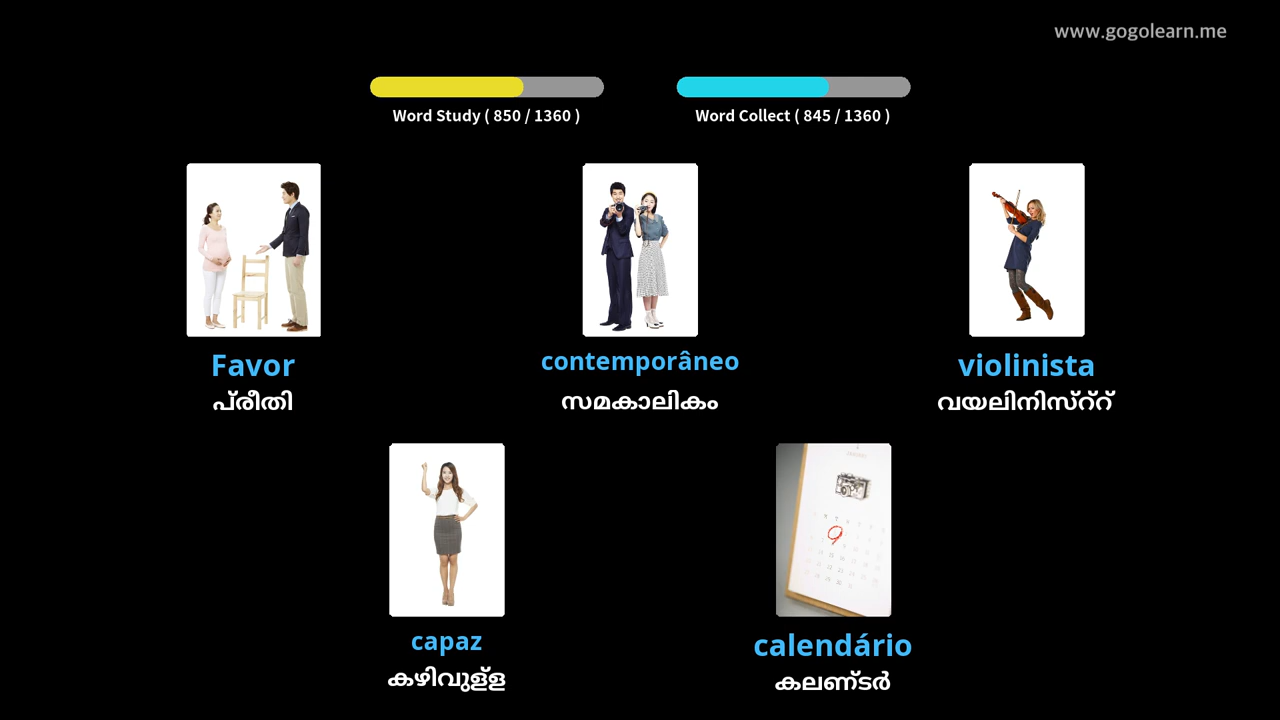 www.gogolearn.me
Word Study ( 850 / 1360 )
Word Collect ( 845 / 1360 )
Favor
പ്രീതി
contemporâneo
സമകാലികം
violinista
വയലിനിസ്റ്റ്
capaz
കഴിവുള്ള
calendário
കലണ്ടർ